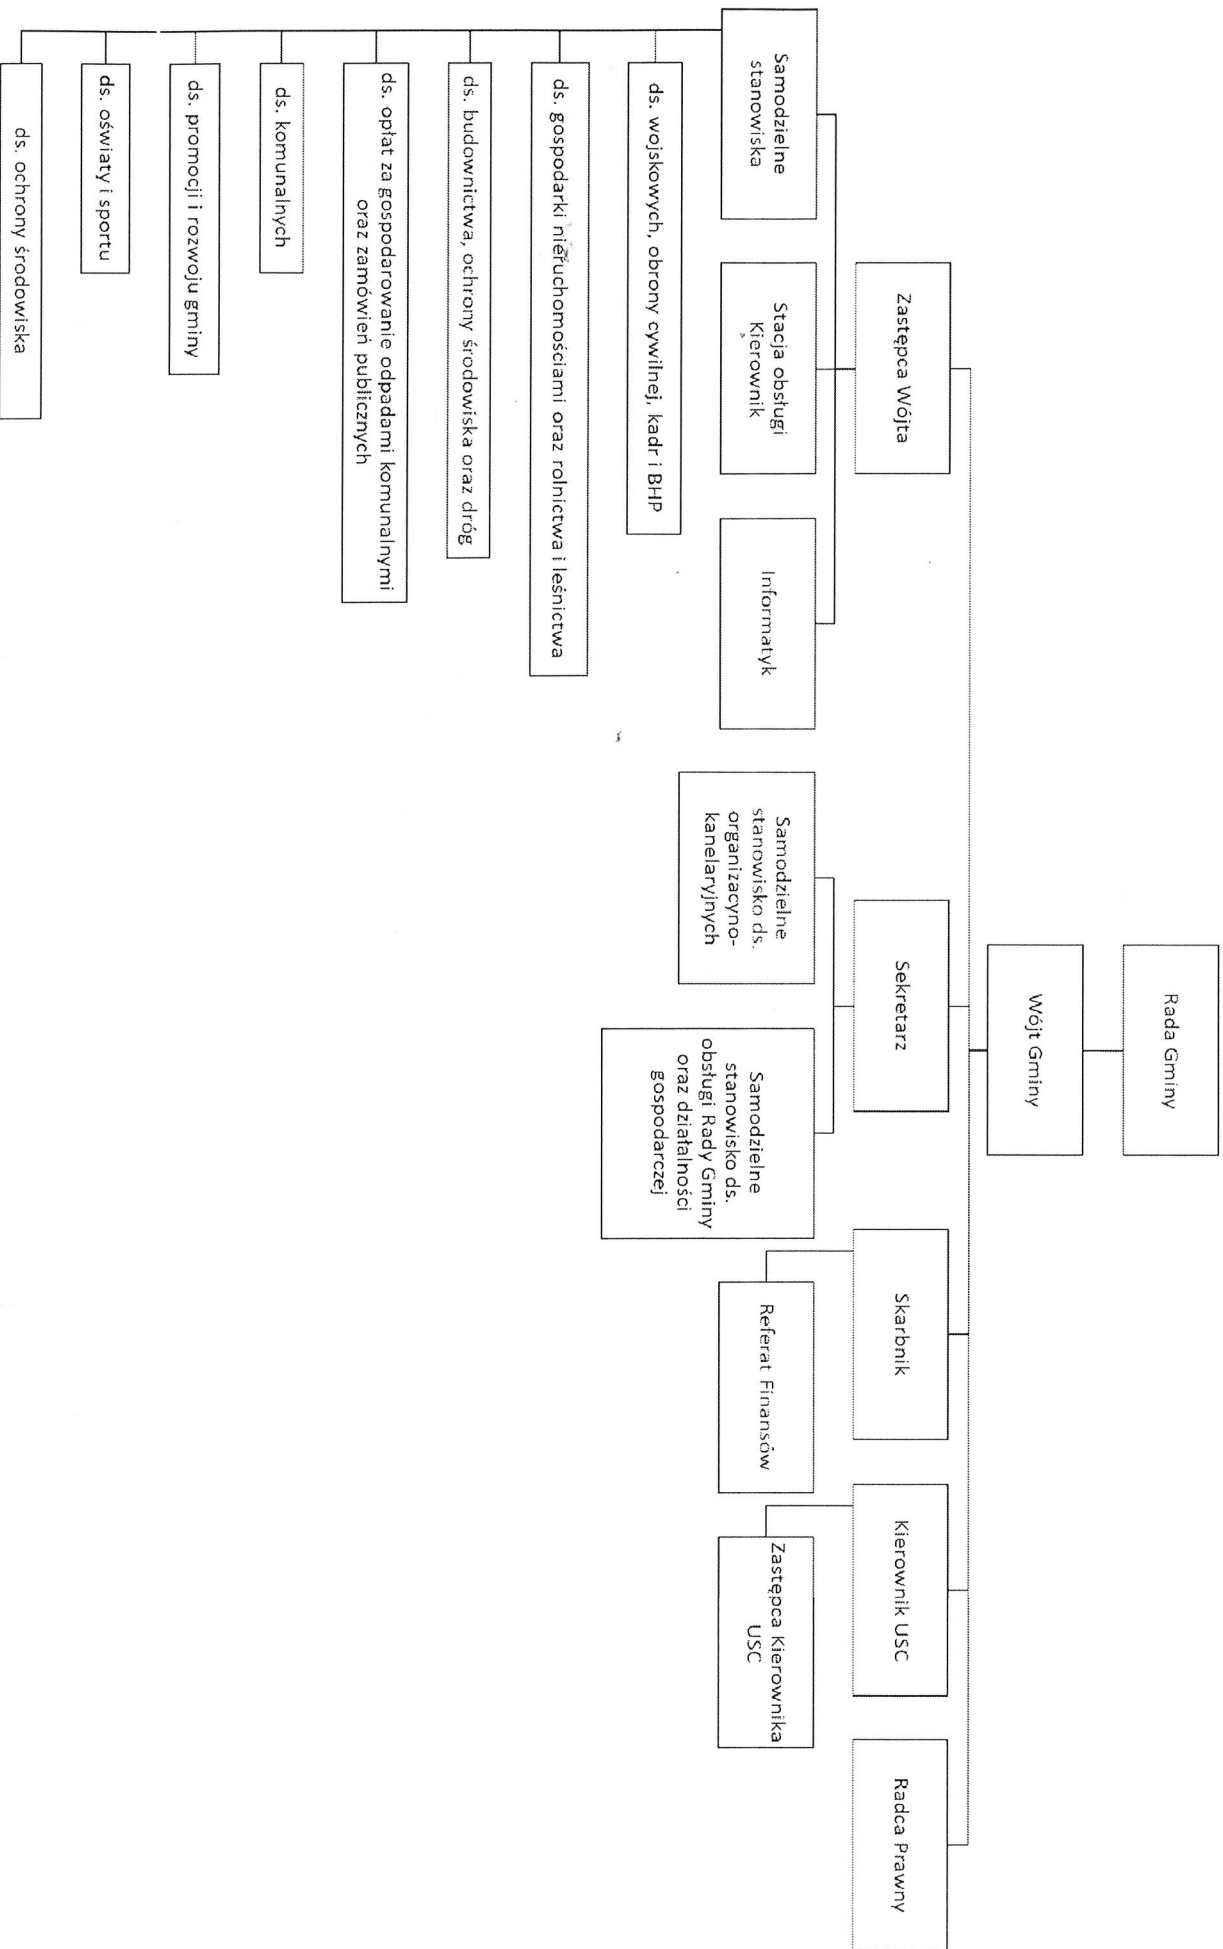 Rada Gminy
Wójt Gminy
Zastępca Wójta
Sekretarz
Skarbnik
Kierownik USC
Radca Prawny
Samodzielne
stanowiska
Stacja obsługi
Kierownik
Informatyk
Samodzielne
stanowisko ds.
organizacyno-
kanelaryjnych
Samodzielne
stanowisko ds.
obsługi Rady Gminy
oraz działalności
gospodarczej
Referat Finansów
Zastępca Kierownika
USC
ds. wojskowych, obrony cywilnej, kadr i BHP
ds. gospodarki nieruchomościami oraz rolnictwa i leśnictwa
ds. budownictwa, ochrony środowiska oraz dróg
ds. opłat za gospodarowanie odpadami komunalnymi
oraz zamówień publicznych
ds. komunalnych
ds. promocji i rozwoju gminy
ds. oświaty i sportu
ds. ochrony środowiska